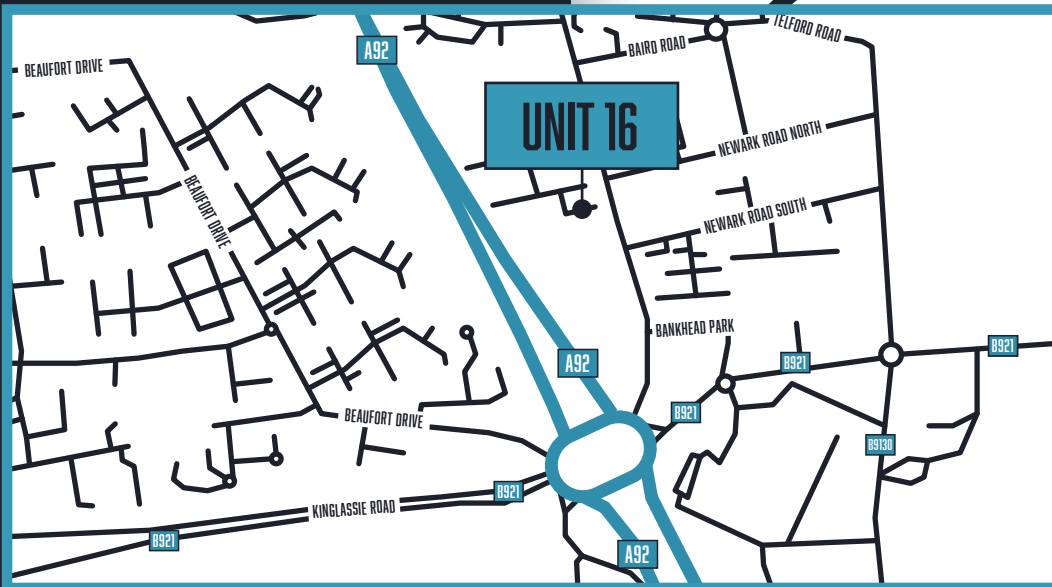 TELFORD ROAD
A92
BAIRD ROAD
BEAUFORT DRIVE
UNIT 16
NEWARK ROAD NORTH
BEAUFORT DRIVE
NEWARK ROAD SOUTH
BANKHEAD PARK
B921
A92
B921
B921
BEAUFORT DRIVE
B9130
B921
KINGLASSIE ROAD
B921
A92